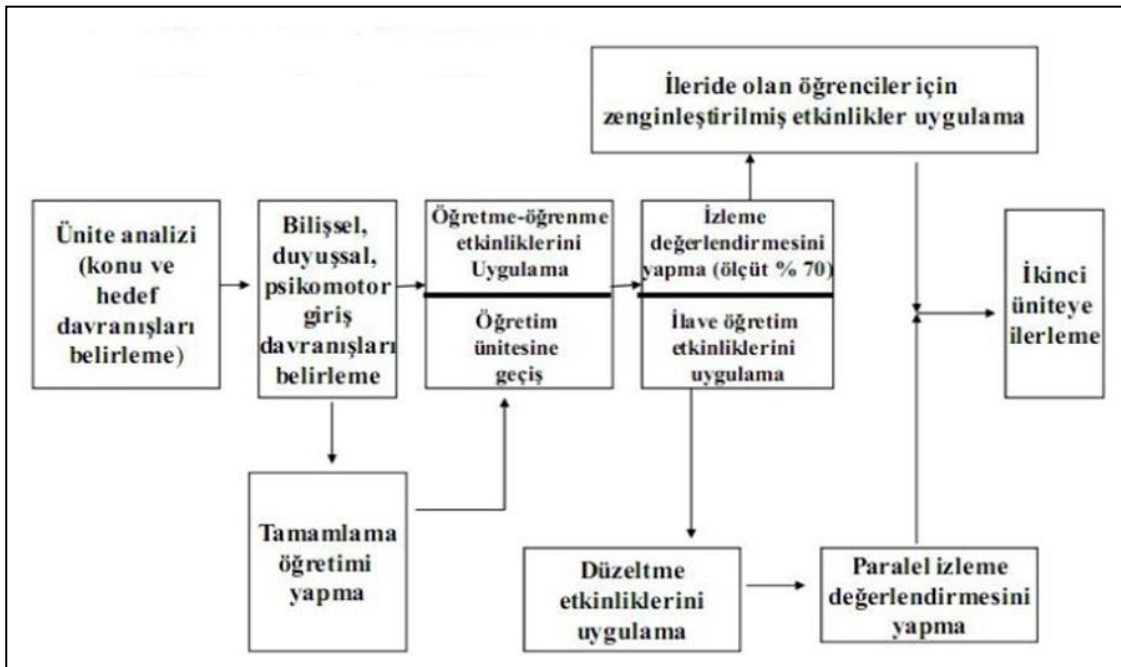 İleride olan öğrenciler için
zenginleştirilmiş etkinlikler uygulama
Ünite analizi
(konu ve
hedef
davranışları
belirleme)
Bilişsel,
duyuşsal,
psikomotor
giriş
davranışları
belirleme
Öğretme-öğrenme
etkinliklerini
Uygulama
Öğretim
ünitesine
geçiş
İzleme
değerlendirmesini
yapma (ölçüt % 70)
İlave öğretim
etkinliklerini
uygulama
İkinci
üniteye
ilerleme
Tamamlama
öğretimi
yapma
Düzeltme
etkinliklerini
uygulama
Paralel izleme
değerlendirmesini
yapma